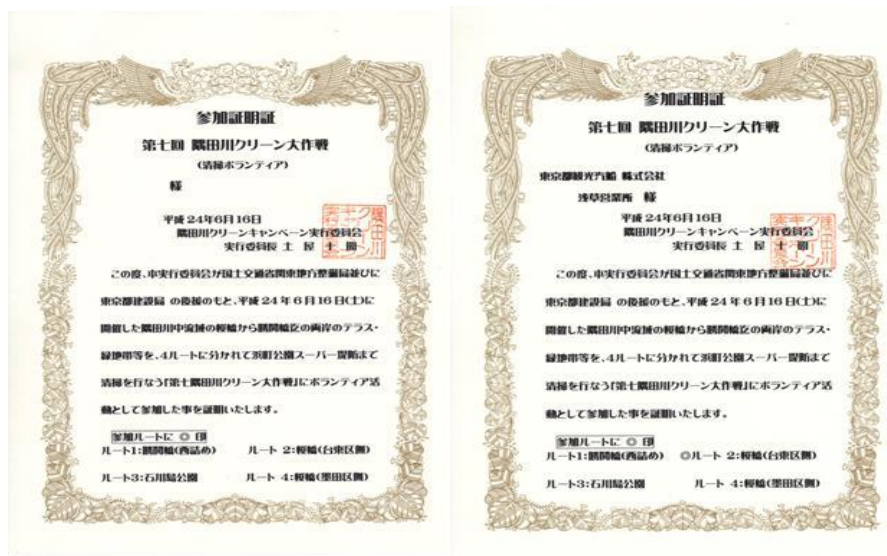 参加証明証
第七回 隅田川クリーン大作戦
(清掃ボランティア)
様
平成 24年6月16日
隅田川クリーンキャンペーン実行委員会
実行委員長 土 屋 十 圀
この度、本実行委員会が国土交通省関東地方整備局並びに
東京都建設局 の後援のもと、平成 24 年 6 月 16 日(土)に
開催した隅田川中流域の桜橋から勝鬨橋迄の両岸のテラス・
緑地帯等を、4ルートに分かれて浜町公園スーパー堤防まで
清掃を行なう「第七隅田川クリーン大作戦」にボランティア活
動として参加した事を証明いたします。
参加ルートに ◎ 印
ルート1:勝鬨橋(西詰め) ルート 2:桜橋(台東区側)
ルート3:石川島公園 ルート 4:桜橋(墨田区側)
参加証明証
第七回 隅田川クリーン大作戦
(清掃ボランティア)
東京都観光汽船 株式会社
浅草営業所 様
平成 24年6月16日
隅田川クリーンキャンペーン実行委員会
実行委員長 土 屋 十 圀
この度、本実行委員会が国土交通省関東地方整備局並びに
東京都建設局 の後援のもと、平成 24 年 6 月 16 日(土)に
開催した隅田川中流域の桜橋から勝鬨橋迄の両岸のテラス・
緑地帯等を、4ルートに分かれて浜町公園スーパー堤防まで
清掃を行なう「第七隅田川クリーン大作戦」にボランティア活
動として参加した事を証明いたします。
参加ルートに ◎ 印
ルート1:勝鬨橋(西詰め) ◎ルート 2:桜橋(台東区側)
ルート3:石川島公園 ルート 4:桜橋(墨田区側)